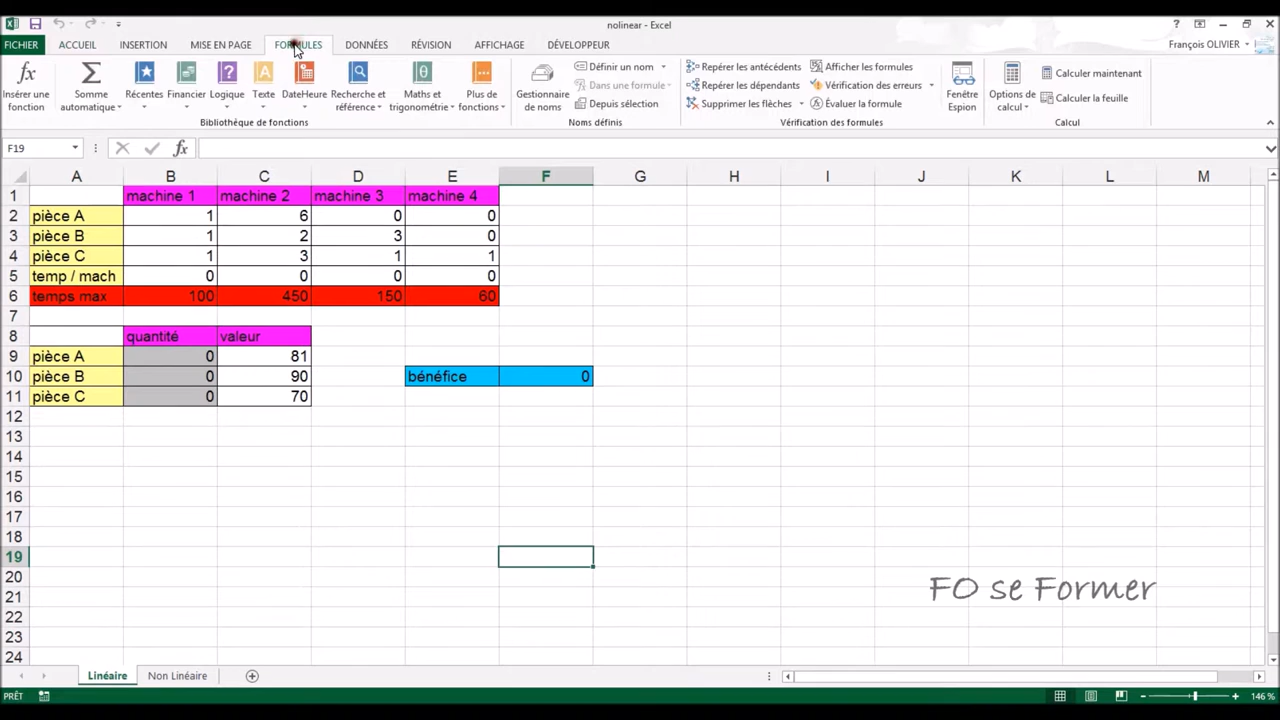 nolinear - Excel
FICHIER ACCUEIL INSERTION MISE EN PAGE FORMULES DONNÉES RÉVISION AFFICHAGE DÉVELOPPEUR François OLIVIER
Insérer une fonction
Somme automatique
Récentes
Financier
Logique
Texte
DateHeure
Recherche et référence
Maths et trigonométrie
Plus de fonctions
Bibliothèque de fonctions
Gestionnaire de noms
Définir un nom
Dans une formule
Depuis sélection
Noms définis
Repérer les antécédents
Repérer les dépendants
Supprimer les flèches
Afficher les formules
Vérification des erreurs
Évaluer la formule
Vérification des formules
Fenêtre Espion
Options de calcul
Calculer maintenant
Calculer la feuille
Calcul
F19 fx
A B C D E F G H I J K L M
1 machine 1 machine 2 machine 3 machine 4
2 pièce A 1 6 0 0
3 pièce B 1 2 3 0
4 pièce C 1 3 1 1
5 temp / mach 0 0 0 0
6 temps max 100 450 150 60
7
8 quantité valeur
9 pièce A 0 81
10 pièce B 0 90 bénéfice 0
11 pièce C 0 70
12
13
14
15
16
17
18
19
20
21
22
23
24
FO se Former
Linéaire Non Linéaire
PRÊT 146 %